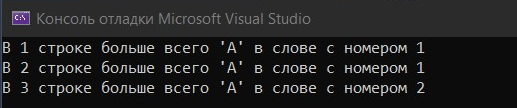 Консоль отладки Microsoft Visual Studio
В 1 строке больше всего 'A' в слове с номером 1
В 2 строке больше всего 'A' в слове с номером 1
В 3 строке больше всего 'A' в слове с номером 2